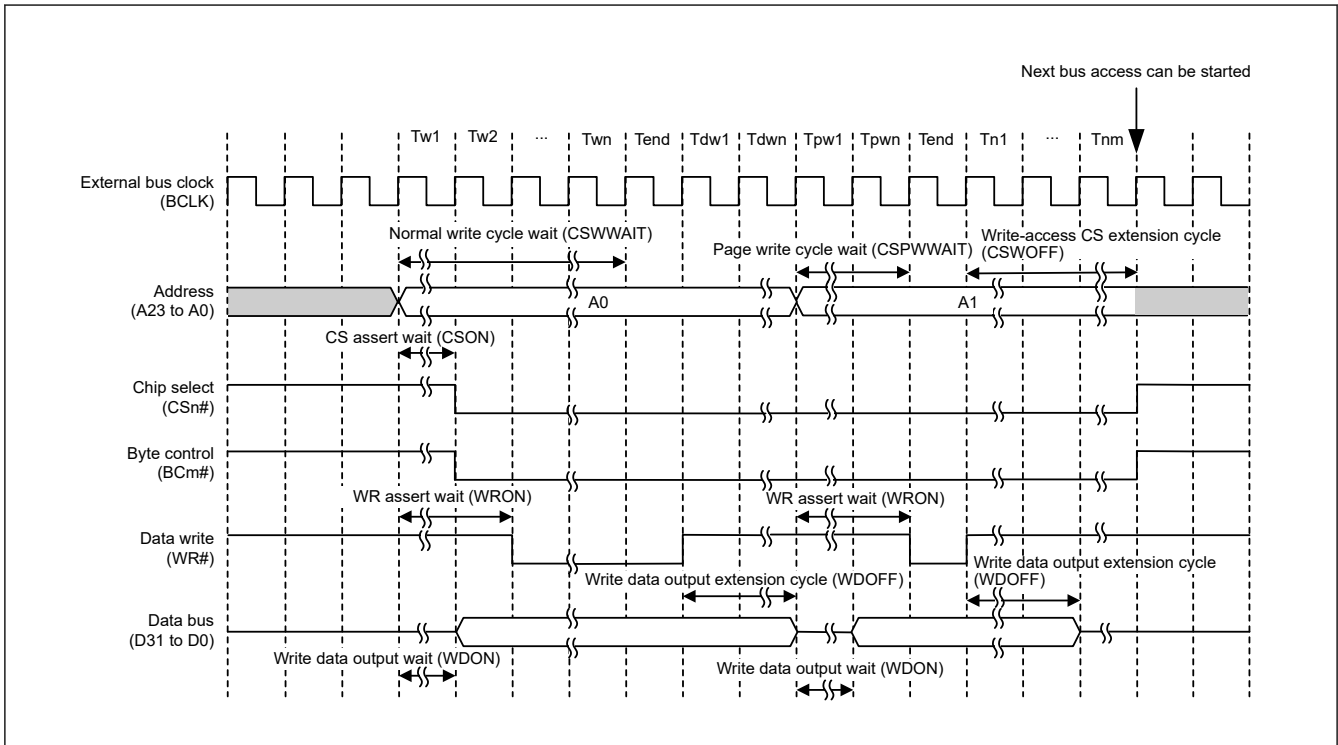 Next bus access can be started
Tw1 Tw2 ... Twn Tend Tdw1 Tdwn Tpw1 Tpwn Tend Tn1 ... Tnm
External bus clock
(BCLK)
Normal write cycle wait (CSWWAIT)
Page write cycle wait (CSPWWAIT)
Write-access CS extension cycle
(CSWOFF)
Address
(A23 to A0)
A0
A1
CS assert wait (CSON)
Chip select
(CSn#)
Byte control
(BCm#)
WR assert wait (WRON)
WR assert wait (WRON)
Data write
(WR#)
Write data output extension cycle (WDOFF)
Write data output extension cycle
(WDOFF)
Data bus
(D31 to D0)
Write data output wait (WDON)
Write data output wait (WDON)